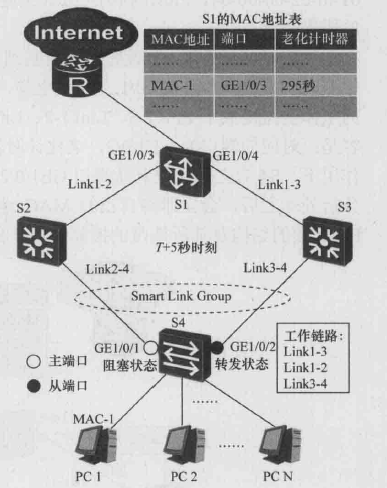 S1的MAC地址表
Internet
MAC地址 端口 老化计时器
…… …… ……
MAC-1 GE1/0/3 295秒
…… …… ……
R
GE1/0/3 GE1/0/4
Link1-2 Link1-3
S2 S1 S3
T+5秒时刻
Link2-4 Link3-4
Smart Link Group
S4
GE1/0/1 GE1/0/2
主端口 阻塞状态 转发状态
从端口
工作链路：
Link1-3
Link1-2
Link3-4
MAC-1 ……
……
PC 1 PC 2 PC N